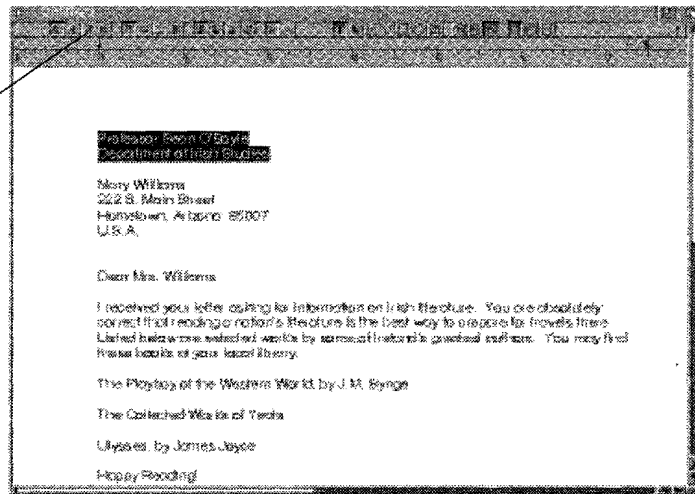 Professor Sean O'Boyle
Department of Irish Studies
Mary Williams
222 S. Main Street
Hometown, Arizona 85007
U.S.A.
Dear Mrs. Williams
I received your letter asking for information on Irish literature. You are absolutely
correct that reading a nation's literature is the best way to prepare for travels there.
Listed below are selected works by some of Ireland's greatest authors. You may find
these books at your local library.
The Playboy of the Western World, by J.M. Synge
The Collected Works of Yeats
Ulysses, by James Joyce
Happy Reading!